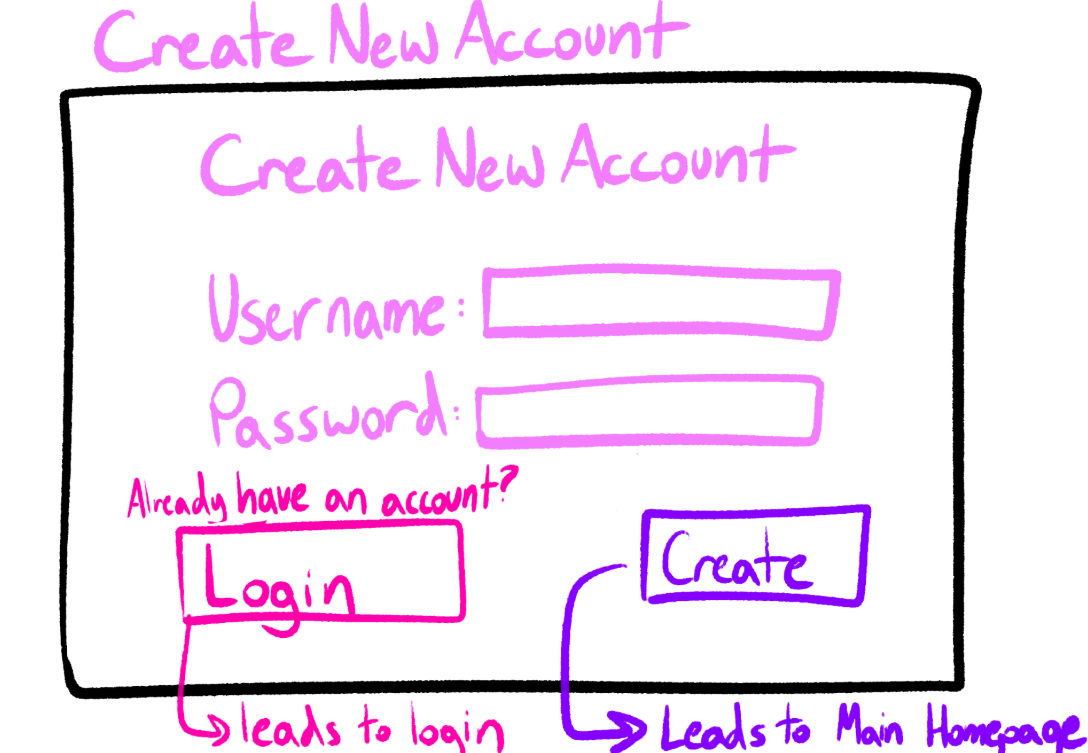 Create New Account
Create New Account
Username:
Password:
Already have an account?
Login
Create
leads to login
Leads to Main Homepage